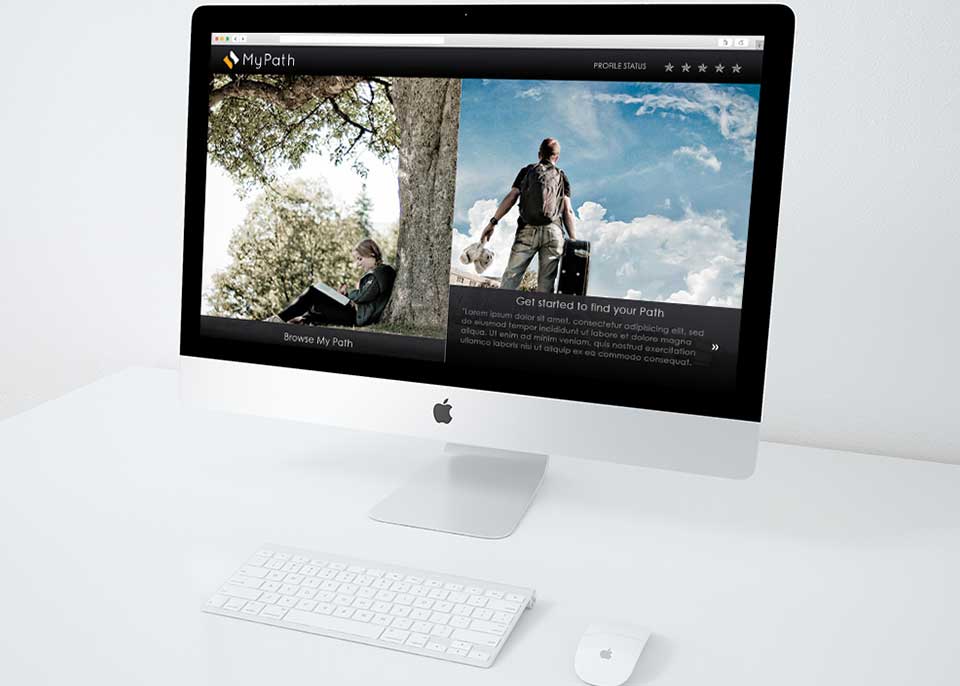 MyPath
PROFILE STATUS
Browse My Path
Get started to find your Path
"Lorem ipsum dolor sit amet, consectetur adipisicing elit, sed
do eiusmod tempor incididunt ut labore et dolore magna
aliqua. Ut enim ad minim veniam, quis nostrud exercitation
ullamco laboris nisi ut aliquip ex ea commodo consequat.
»